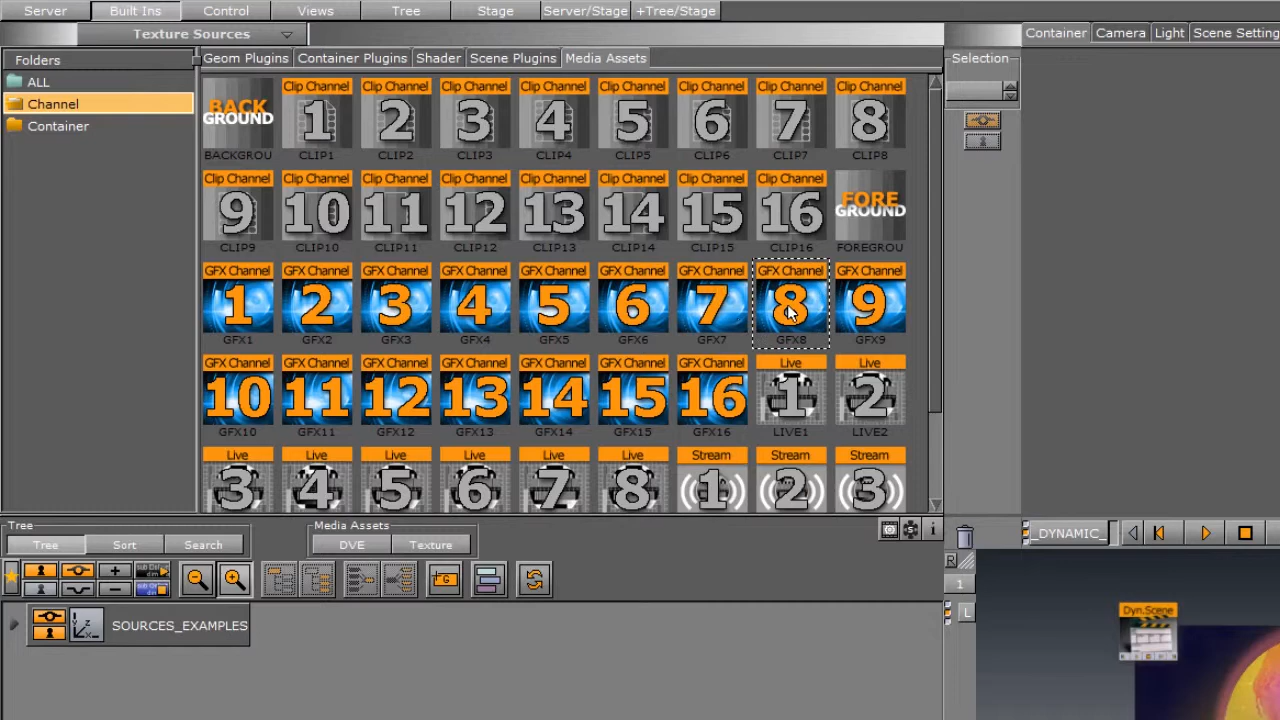 Server Built Ins Control Views Tree Stage Server/Stage +Tree/Stage
Texture Sources
Container Camera Light Scene Setting
Folders
Geom Plugins Container Plugins Shader Scene Plugins Media Assets
Selection
ALL
Channel
Container
BACK GROUND
Clip Channel Clip Channel Clip Channel Clip Channel Clip Channel Clip Channel Clip Channel Clip Channel
1 2 3 4 5 6 7 8
BACKGROU CLIP1 CLIP2 CLIP3 CLIP4 CLIP5 CLIP6 CLIP7 CLIP8
Clip Channel Clip Channel Clip Channel Clip Channel Clip Channel Clip Channel Clip Channel Clip Channel
9 10 11 12 13 14 15 16
FORE GROUND
CLIP9 CLIP10 CLIP11 CLIP12 CLIP13 CLIP14 CLIP15 CLIP16 FOREGROU
GFX Channel GFX Channel GFX Channel GFX Channel GFX Channel GFX Channel GFX Channel GFX Channel GFX Channel
1 2 3 4 5 6 7 8 9
GFX1 GFX2 GFX3 GFX4 GFX5 GFX6 GFX7 GFX8 GFX9
GFX Channel GFX Channel GFX Channel GFX Channel GFX Channel GFX Channel GFX Channel Live Live
10 11 12 13 14 15 16 1 2
GFX10 GFX11 GFX12 GFX13 GFX14 GFX15 GFX16 LIVE1 LIVE2
Live Live Live Live Live Live Stream Stream Stream
3 4 5 6 7 8 1 2 3
Tree Media Assets
Tree Sort Search DVE Texture
_DYNAMIC_
R
1
L
G
SOURCES_EXAMPLES
Dyn.Scene